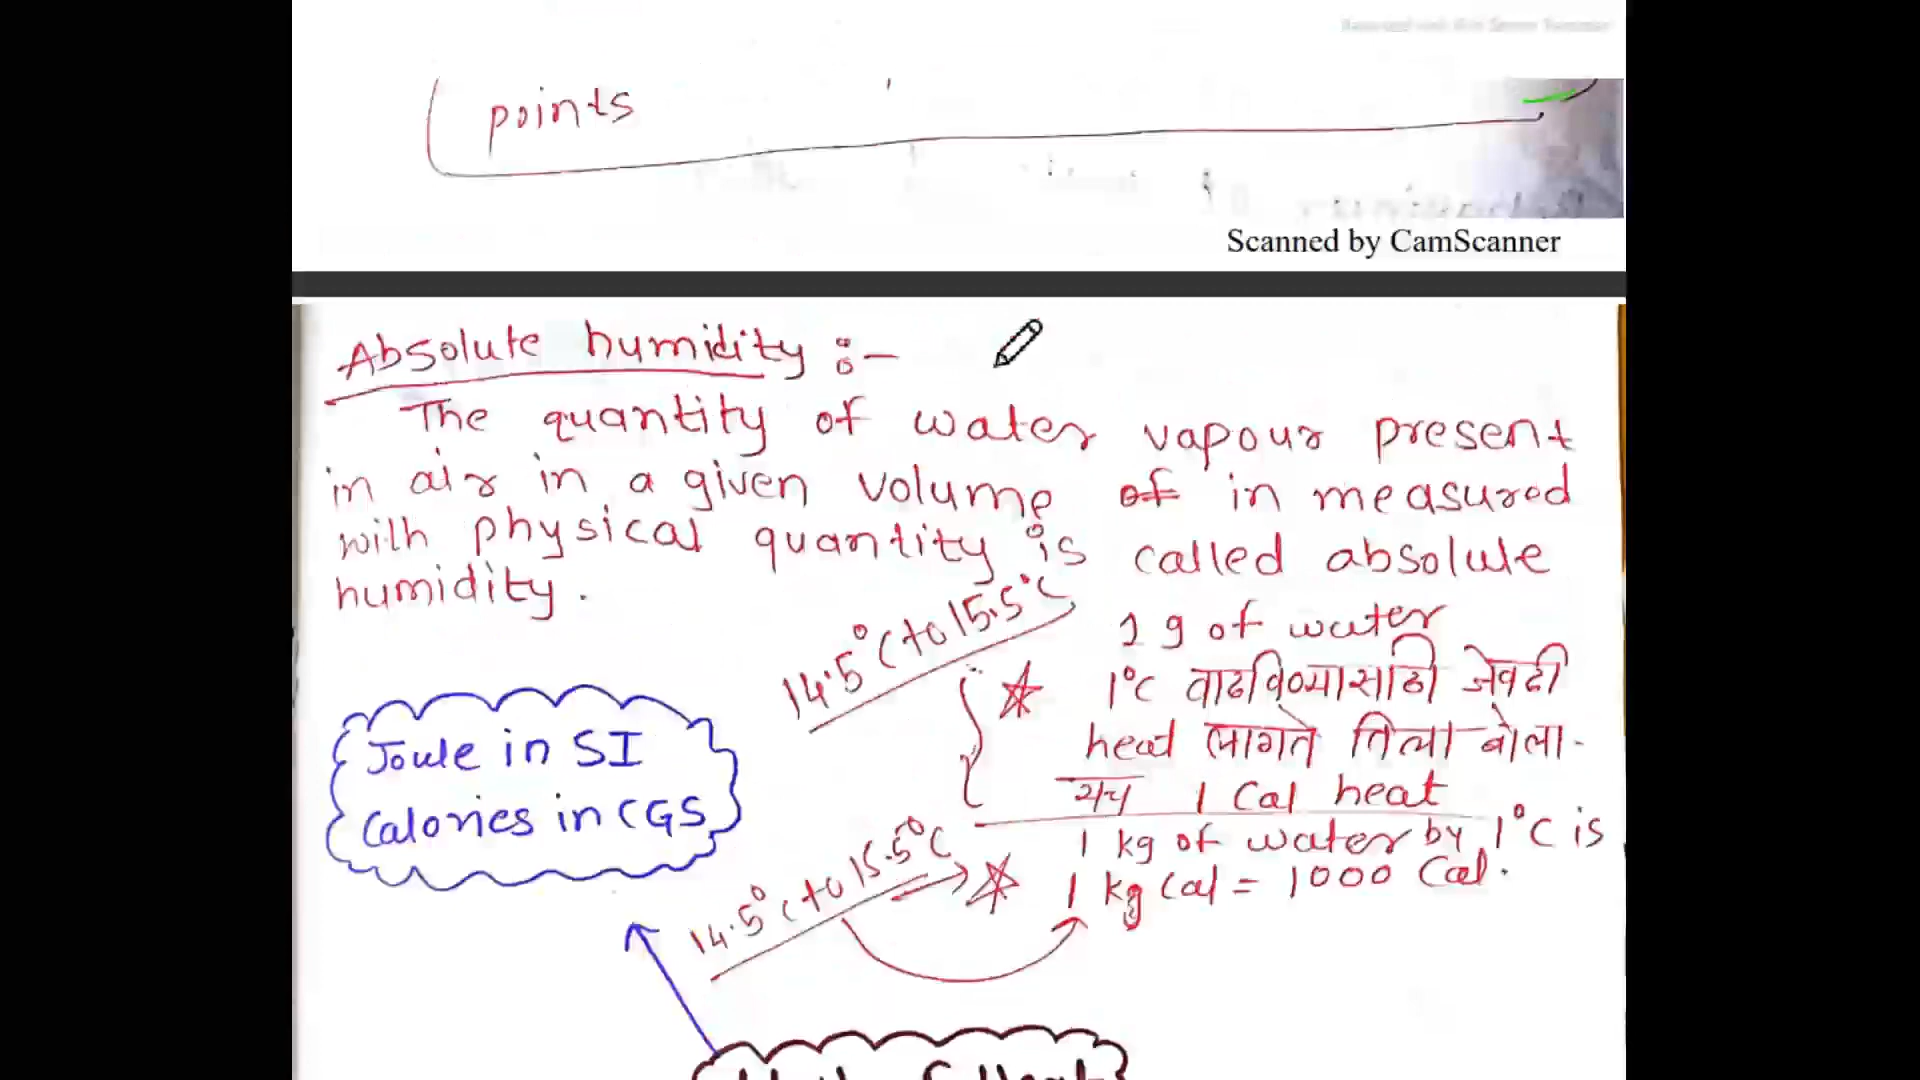 points
Scanned by CamScanner
Absolute humidity :-
The quantity of water vapour present
in air in a given volume of in measured
with physical quantity is called absolute
humidity.
14.5°C to 15.5°C
1 g of water
1°C वाढविण्यासाठी जेवढी
heat लागते तिला बोला-
यच 1 Cal heat
Joule in SI
Calories in CGS
14.5°C to 15.5°C
1 kg of water by 1°C is
1 kg Cal = 1000 Cal.